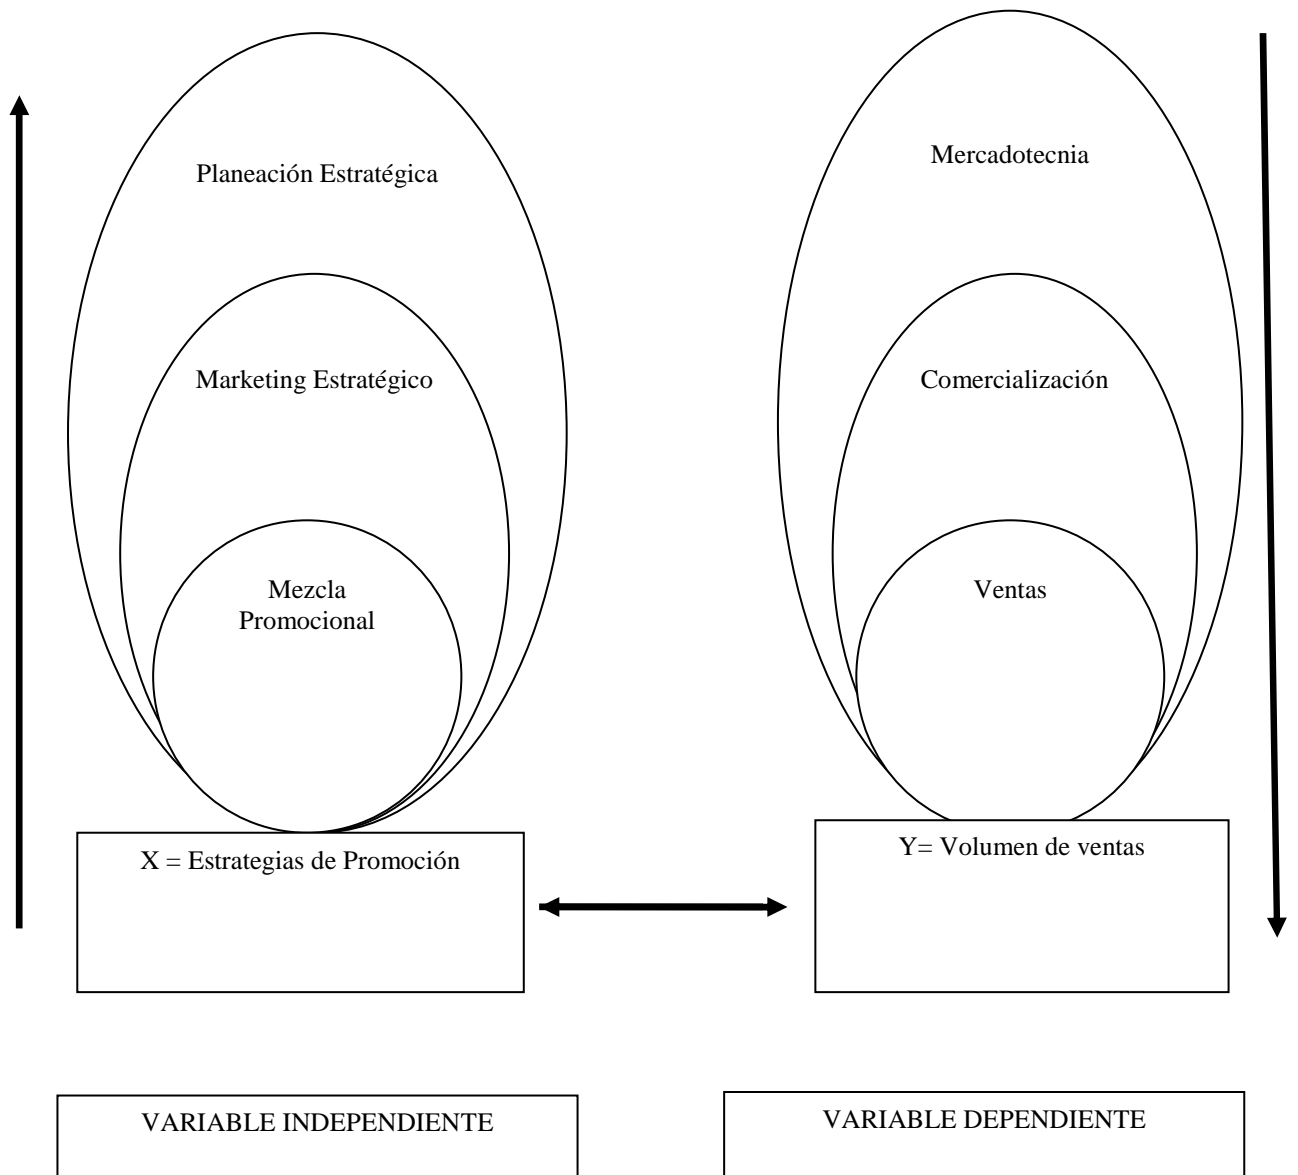 Planeación Estratégica
Marketing Estratégico
Mezcla
Promocional
X = Estrategias de Promoción
Mercadotecnia
Comercialización
Ventas
Y= Volumen de ventas
VARIABLE INDEPENDIENTE
VARIABLE DEPENDIENTE